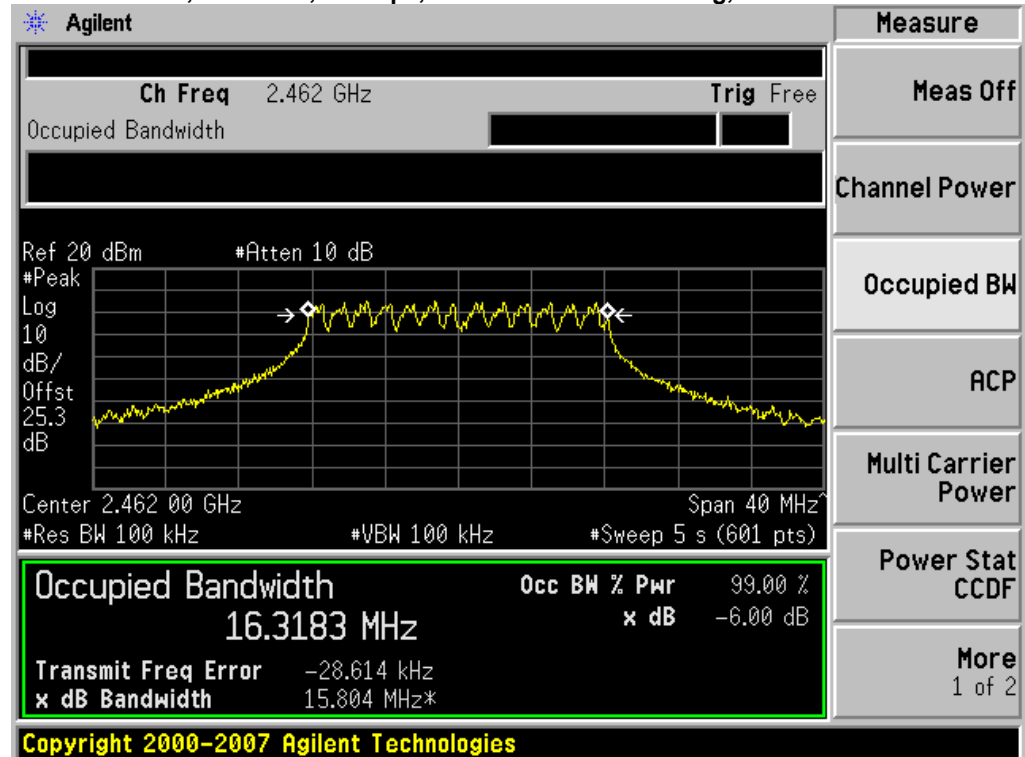 Agilent
Measure
Ch Freq 2.462 GHz Trig Free
Occupied Bandwidth
Ref 20 dBm #Atten 10 dB
#Peak
Log
10
dB/
Offst
25.3
dB
Center 2.462 00 GHz Span 40 MHz^
#Res BW 100 kHz #VBW 100 kHz #Sweep 5 s (601 pts)
Occupied Bandwidth Occ BW % Pwr 99.00 %
16.3183 MHz x dB -6.00 dB
Transmit Freq Error -28.614 kHz
x dB Bandwidth 15.804 MHz*
Meas Off
Channel Power
Occupied BW
ACP
Multi Carrier
Power
Power Stat
CCDF
More
1 of 2
Copyright 2000-2007 Agilent Technologies